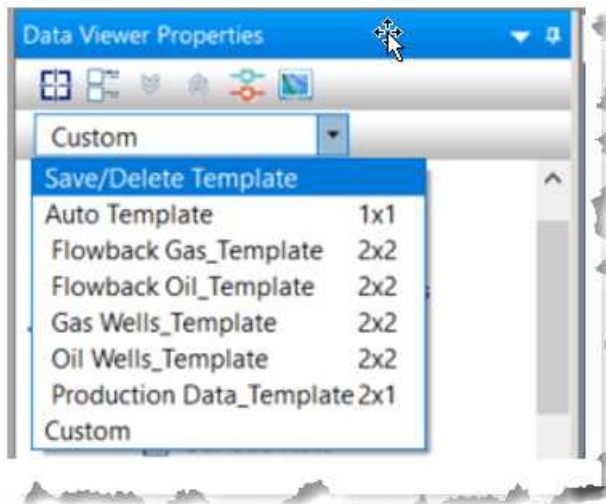 Data Viewer Properties
Custom
Save/Delete Template
Auto Template 1x1
Flowback Gas_Template 2x2
Flowback Oil_Template 2x2
Gas Wells_Template 2x2
Oil Wells_Template 2x2
Production Data_Template 2x1
Custom